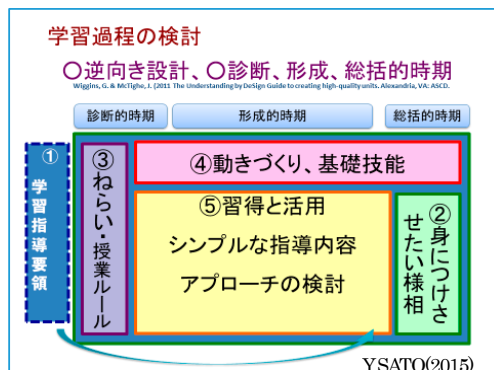 学習過程の検討
〇逆向き設計、〇診断、形成、総括的時期
Wiggins, G. & McTighe, J. (2011 The Understanding by DeSign Guide to creating high-quality units. Alexandria, VA: ASCD.
診断的時期
形成的時期
総括的時期
①学習指導要領
③ねらい・授業ルール
④動きづくり、基礎技能
⑤習得と活用
シンプルな指導内容
アプローチの検討
②身につけさ
せたい様相
Y.SATO(2015)